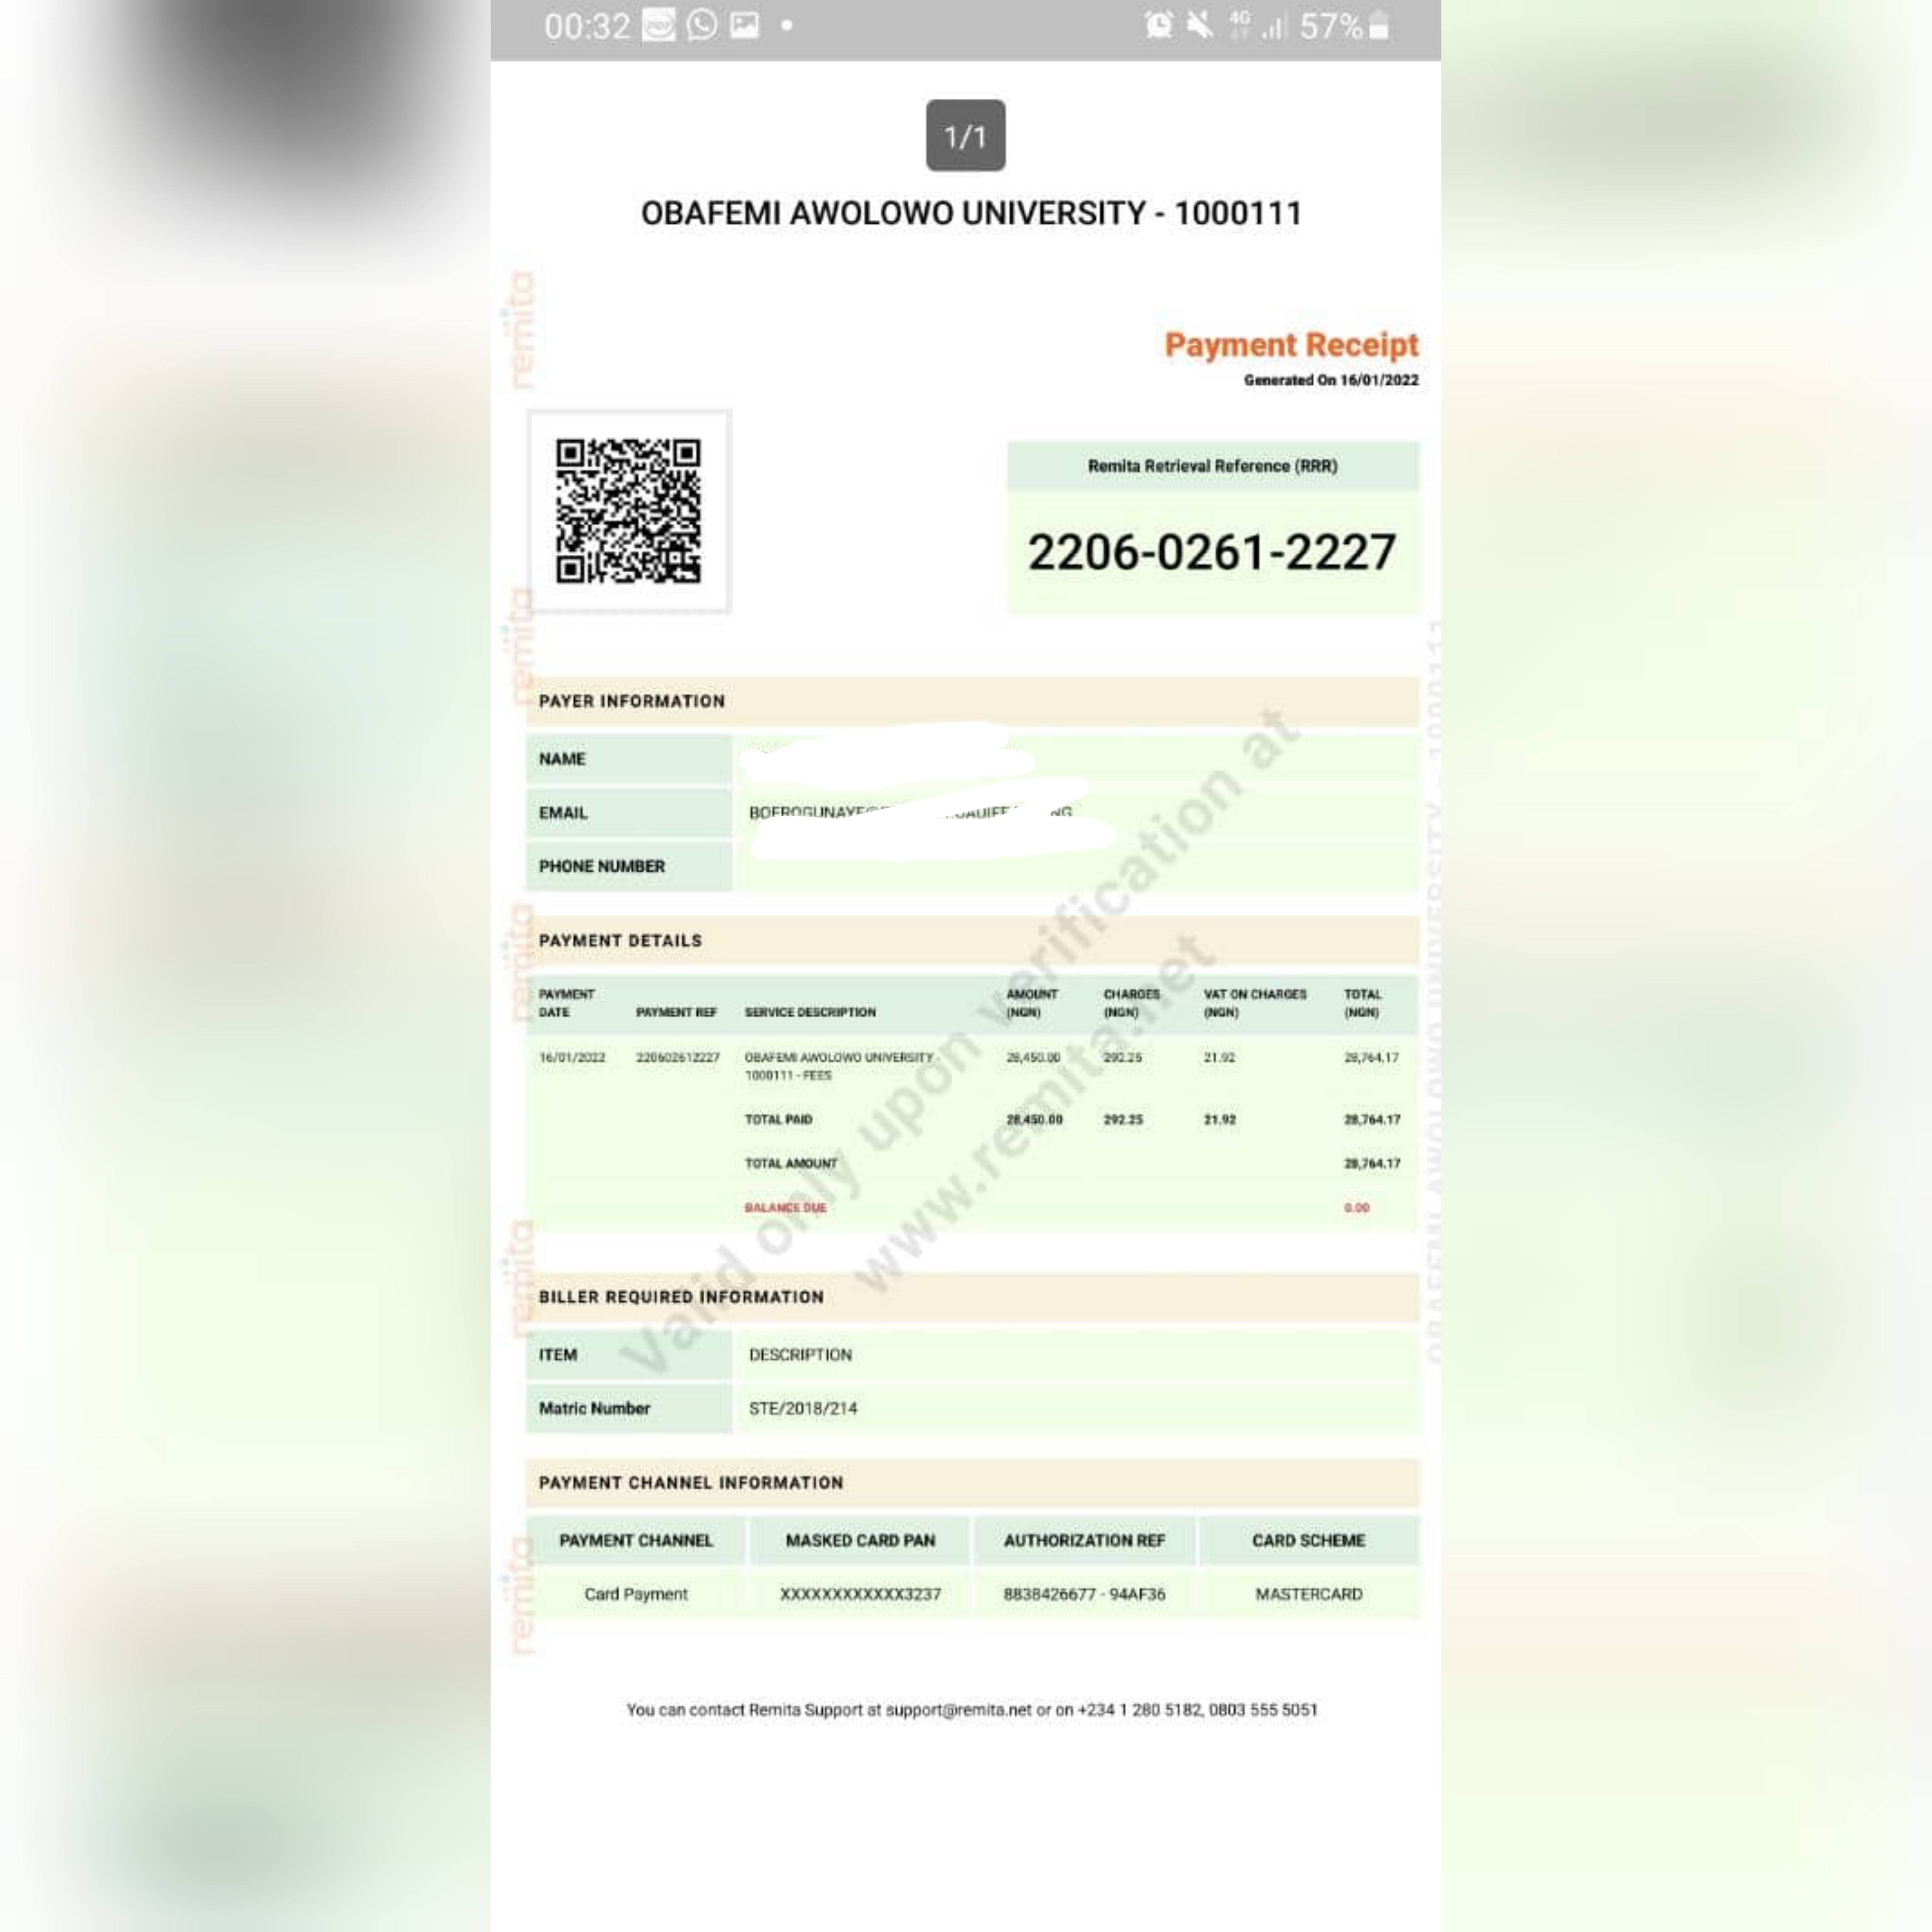 00:32
4G
57%
1/1
OBAFEMI AWOLOWO UNIVERSITY - 1000111
Payment Receipt
Generated On 16/01/2022
Remita Retrieval Reference (RRR)
2206-0261-2227
PAYER INFORMATION
NAME
EMAIL
PHONE NUMBER
PAYMENT DETAILS
PAYMENT DATE PAYMENT REF SERVICE DESCRIPTION AMOUNT (NGN) CHARGES (NGN) VAT ON CHARGES (NGN) TOTAL (NGN)
16/01/2022 220602612227 OBAFEMI AWOLOWO UNIVERSITY - 28,450.00 292.25 21.92 28,764.17
1000111 - FEES
TOTAL PAID 28,450.00 292.25 21.92 28,764.17
TOTAL AMOUNT 28,764.17
BALANCE DUE 0.00
BILLER REQUIRED INFORMATION
ITEM DESCRIPTION
Matric Number STE/2018/214
PAYMENT CHANNEL INFORMATION
PAYMENT CHANNEL MASKED CARD PAN AUTHORIZATION REF CARD SCHEME
Card Payment XXXXXXXXXXXX3237 8838426677 - 94AF36 MASTERCARD
You can contact Remita Support at support@remita.net or on +234 1 280 5182, 0803 555 5051
Valid only upon verification at
www.remita.net
remita
remita
remita
remita
remita
OBAFEMI AWOLOWO UNIVERSITY - 1000111